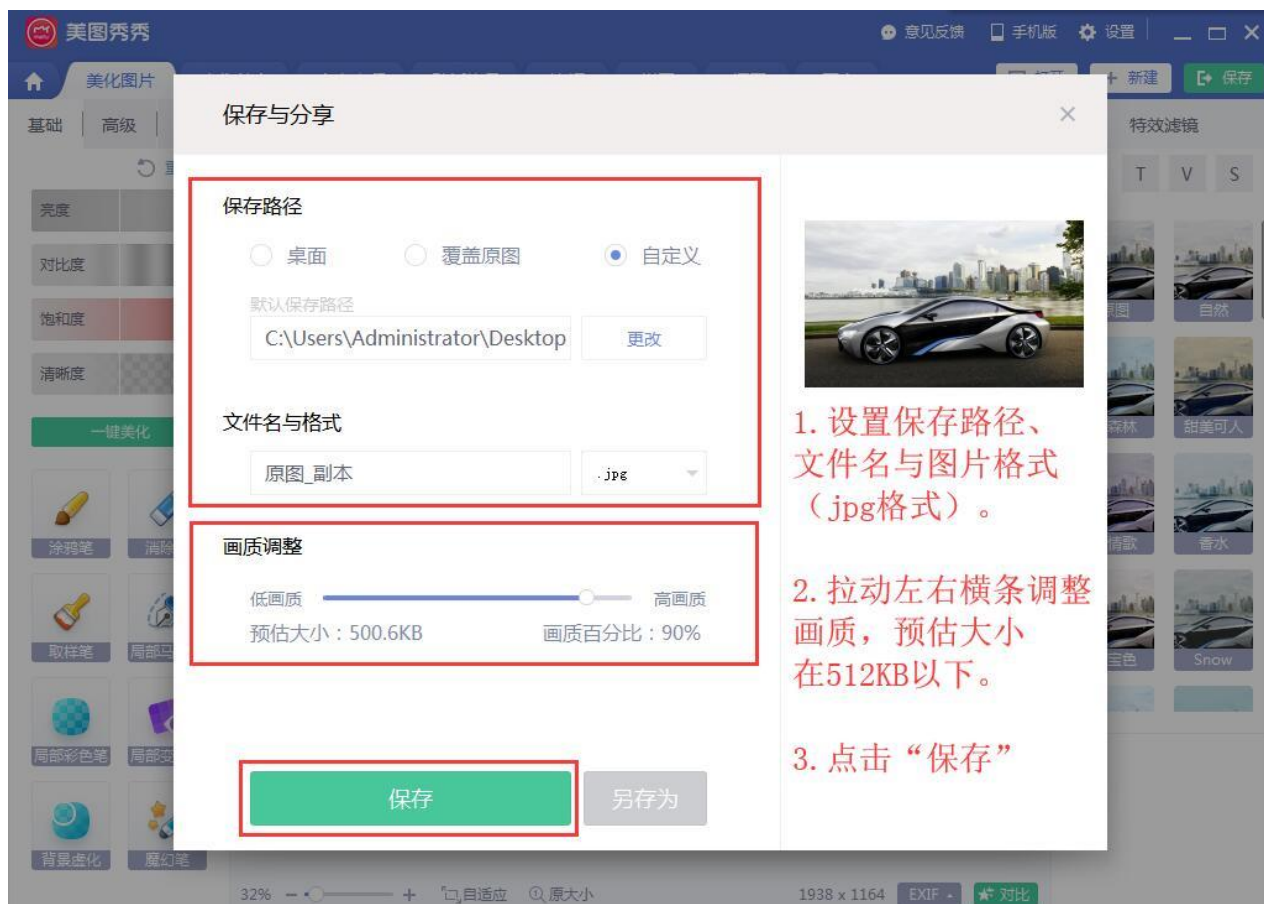 美图秀秀
意见反馈 手机版 设置
美化图片
新建 保存
基础 高级
保存与分享
特效滤镜
T V S
亮度
对比度
饱和度
清晰度
一键美化
涂鸦笔
取样笔
局部彩色笔
背景虚化 魔幻笔
保存路径
桌面 覆盖原图 自定义
默认保存路径
C:\Users\Administrator\Desktop 更改
文件名与格式
原图_副本 .jpg
画质调整
低画质 高画质
预估大小：500.6KB 画质百分比：90%
保存 另存为
1. 设置保存路径、
文件名与图片格式
（jpg格式）。
2. 拉动左右横条调整
画质，预估大小
在512KB以下。
3. 点击“保存”
原图 自然
森林 甜美可人
情歌 香水
Snow
32% 自适应 原大小 1938 x 1164 EXIF 对比